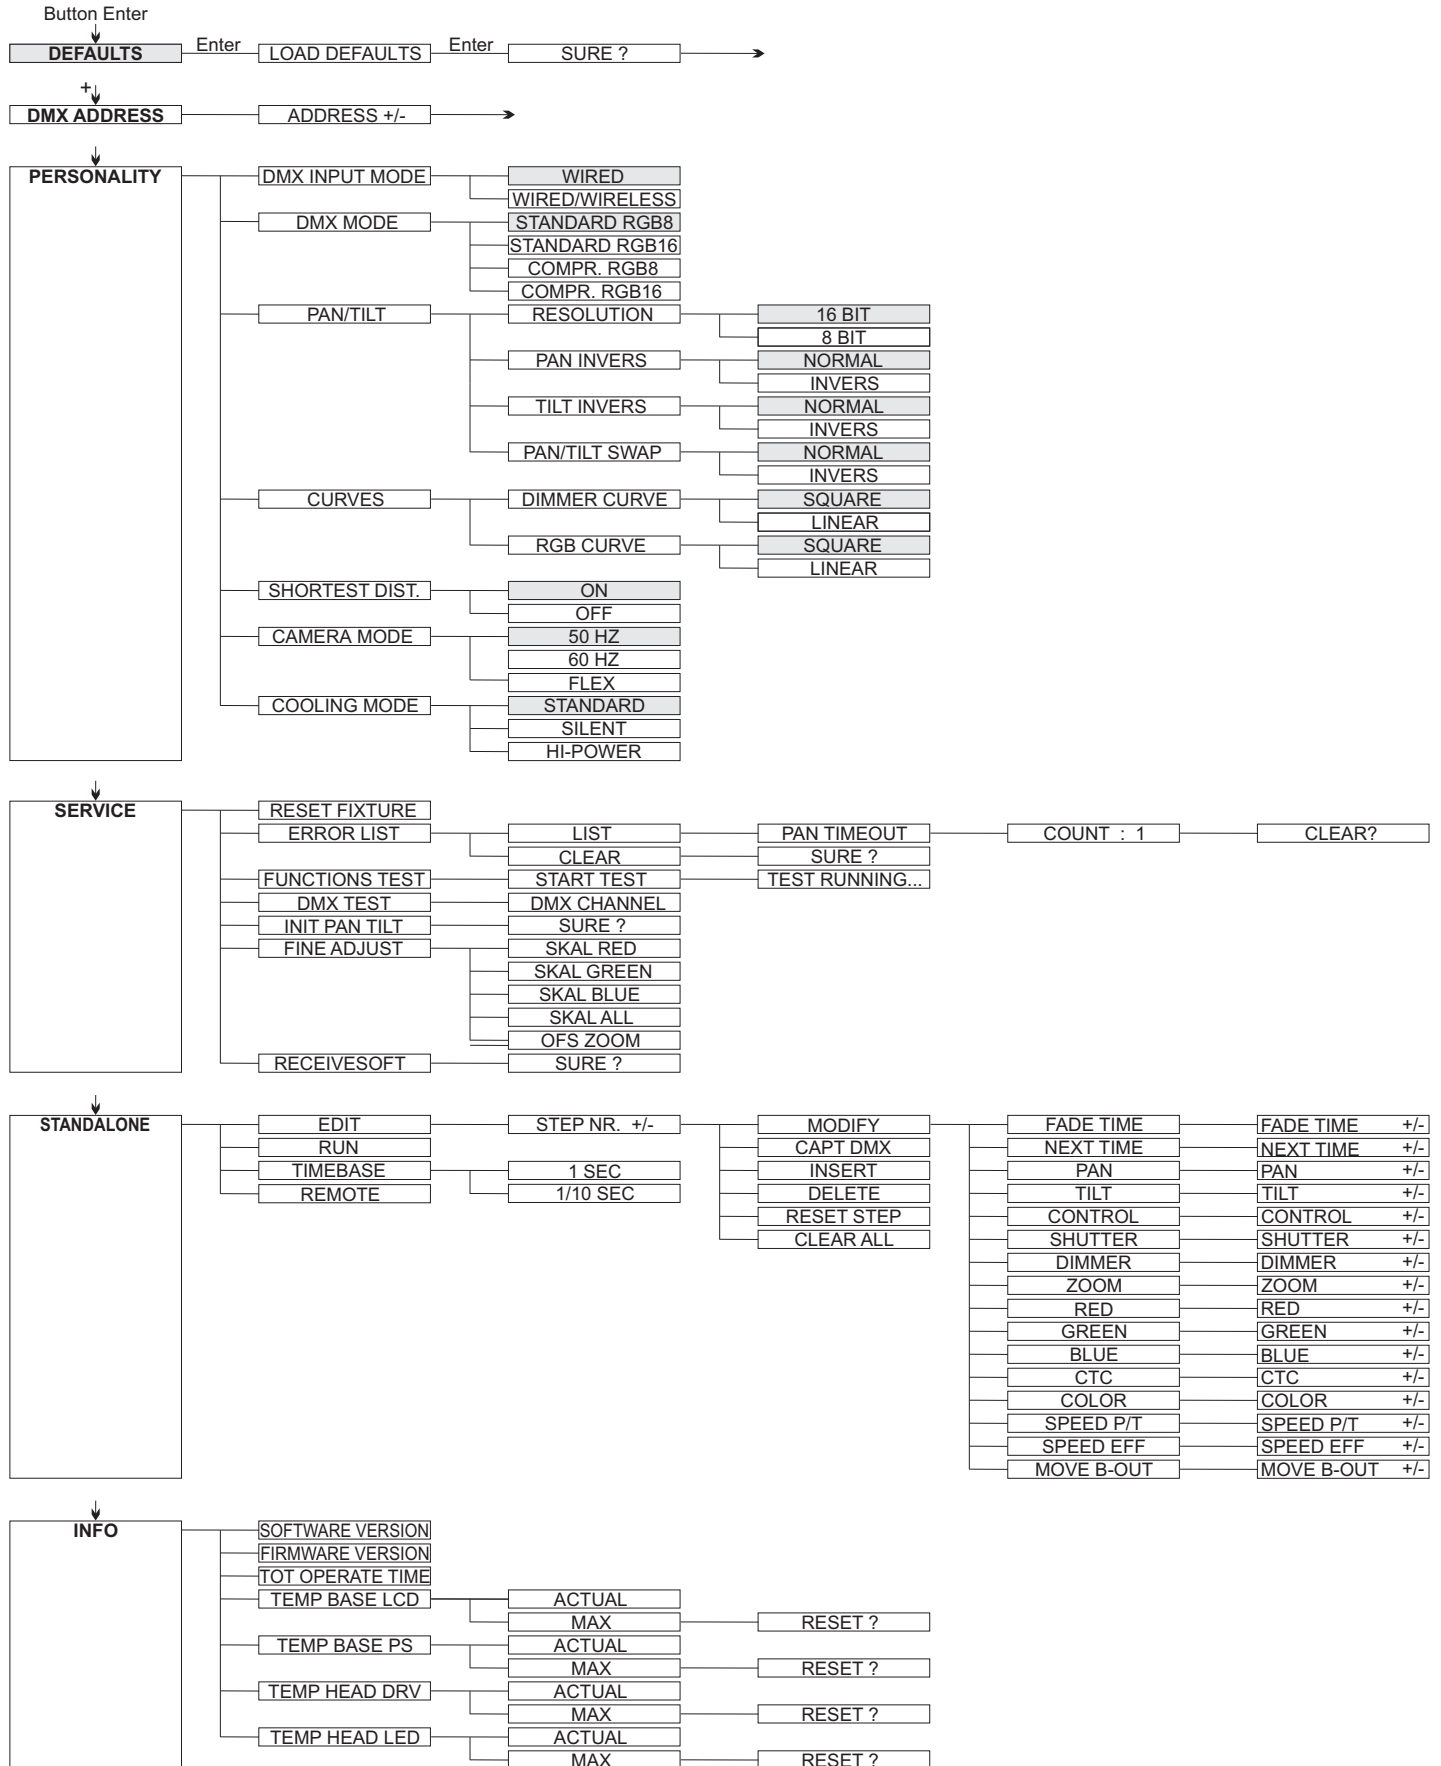 Button Enter
DEFAULTS Enter LOAD DEFAULTS Enter SURE ?
+
DMX ADDRESS ADDRESS +/-
PERSONALITY DMX INPUT MODE WIRED
WIRED/WIRELESS
DMX MODE STANDARD RGB8
STANDARD RGB16
COMPR. RGB8
COMPR. RGB16
PAN/TILT RESOLUTION 16 BIT
8 BIT
PAN INVERS NORMAL
INVERS
TILT INVERS NORMAL
INVERS
PAN/TILT SWAP NORMAL
INVERS
CURVES DIMMER CURVE SQUARE
LINEAR
RGB CURVE SQUARE
LINEAR
SHORTEST DIST. ON
OFF
CAMERA MODE 50 HZ
60 HZ
FLEX
COOLING MODE STANDARD
SILENT
HI-POWER
SERVICE RESET FIXTURE
ERROR LIST LIST PAN TIMEOUT COUNT : 1 CLEAR?
CLEAR SURE ?
FUNCTIONS TEST START TEST TEST RUNNING...
DMX TEST DMX CHANNEL
INIT PAN TILT SURE ?
FINE ADJUST SKAL RED
SKAL GREEN
SKAL BLUE
SKAL ALL
OFS ZOOM
RECEIVESOFT SURE ?
STANDALONE EDIT STEP NR. +/- MODIFY FADE TIME FADE TIME +/-
RUN CAPT DMX NEXT TIME NEXT TIME +/-
TIMEBASE 1 SEC INSERT PAN PAN +/-
REMOTE 1/10 SEC DELETE TILT TILT +/-
RESET STEP CONTROL CONTROL +/-
CLEAR ALL SHUTTER SHUTTER +/-
DIMMER DIMMER +/-
ZOOM ZOOM +/-
RED RED +/-
GREEN GREEN +/-
BLUE BLUE +/-
CTC CTC +/-
COLOR COLOR +/-
SPEED P/T SPEED P/T +/-
SPEED EFF SPEED EFF +/-
MOVE B-OUT MOVE B-OUT +/-
INFO SOFTWARE VERSION
FIRMWARE VERSION
TOT OPERATE TIME
TEMP BASE LCD ACTUAL
MAX RESET ?
TEMP BASE PS ACTUAL
MAX RESET ?
TEMP HEAD DRV ACTUAL
MAX RESET ?
TEMP HEAD LED ACTUAL
MAX RESET ?